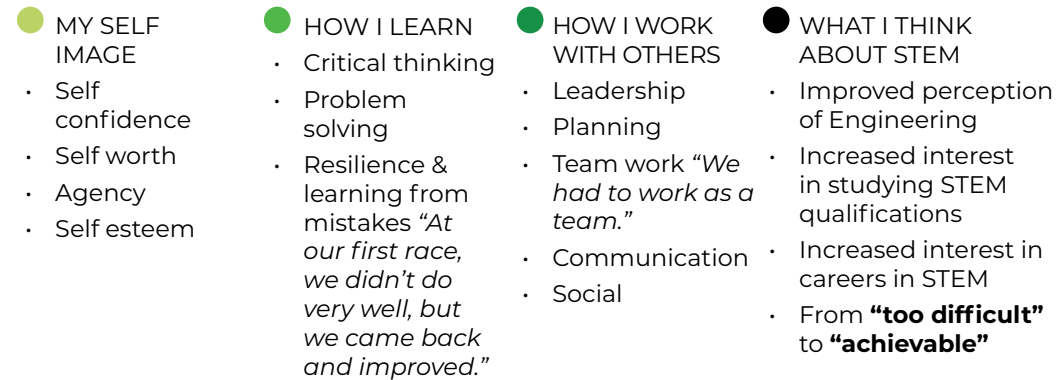 MY SELF
IMAGE
• Self
confidence
• Self worth
• Agency
• Self esteem
HOW I LEARN
• Critical thinking
• Problem
solving
• Resilience &
learning from
mistakes “At
our first race,
we didn’t do
very well, but
we came back
and improved.”
HOW I WORK
WITH OTHERS
• Leadership
• Planning
• Team work “We
had to work as a
team.”
• Communication
• Social
WHAT I THINK
ABOUT STEM
• Improved perception
of Engineering
• Increased interest
in studying STEM
qualifications
• Increased interest in
careers in STEM
• From “too difficult”
to “achievable”